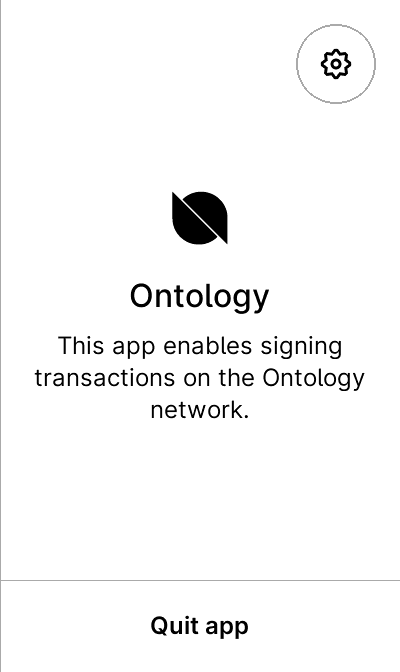 Ontology
This app enables signing
transactions on the Ontology
network.
Quit app